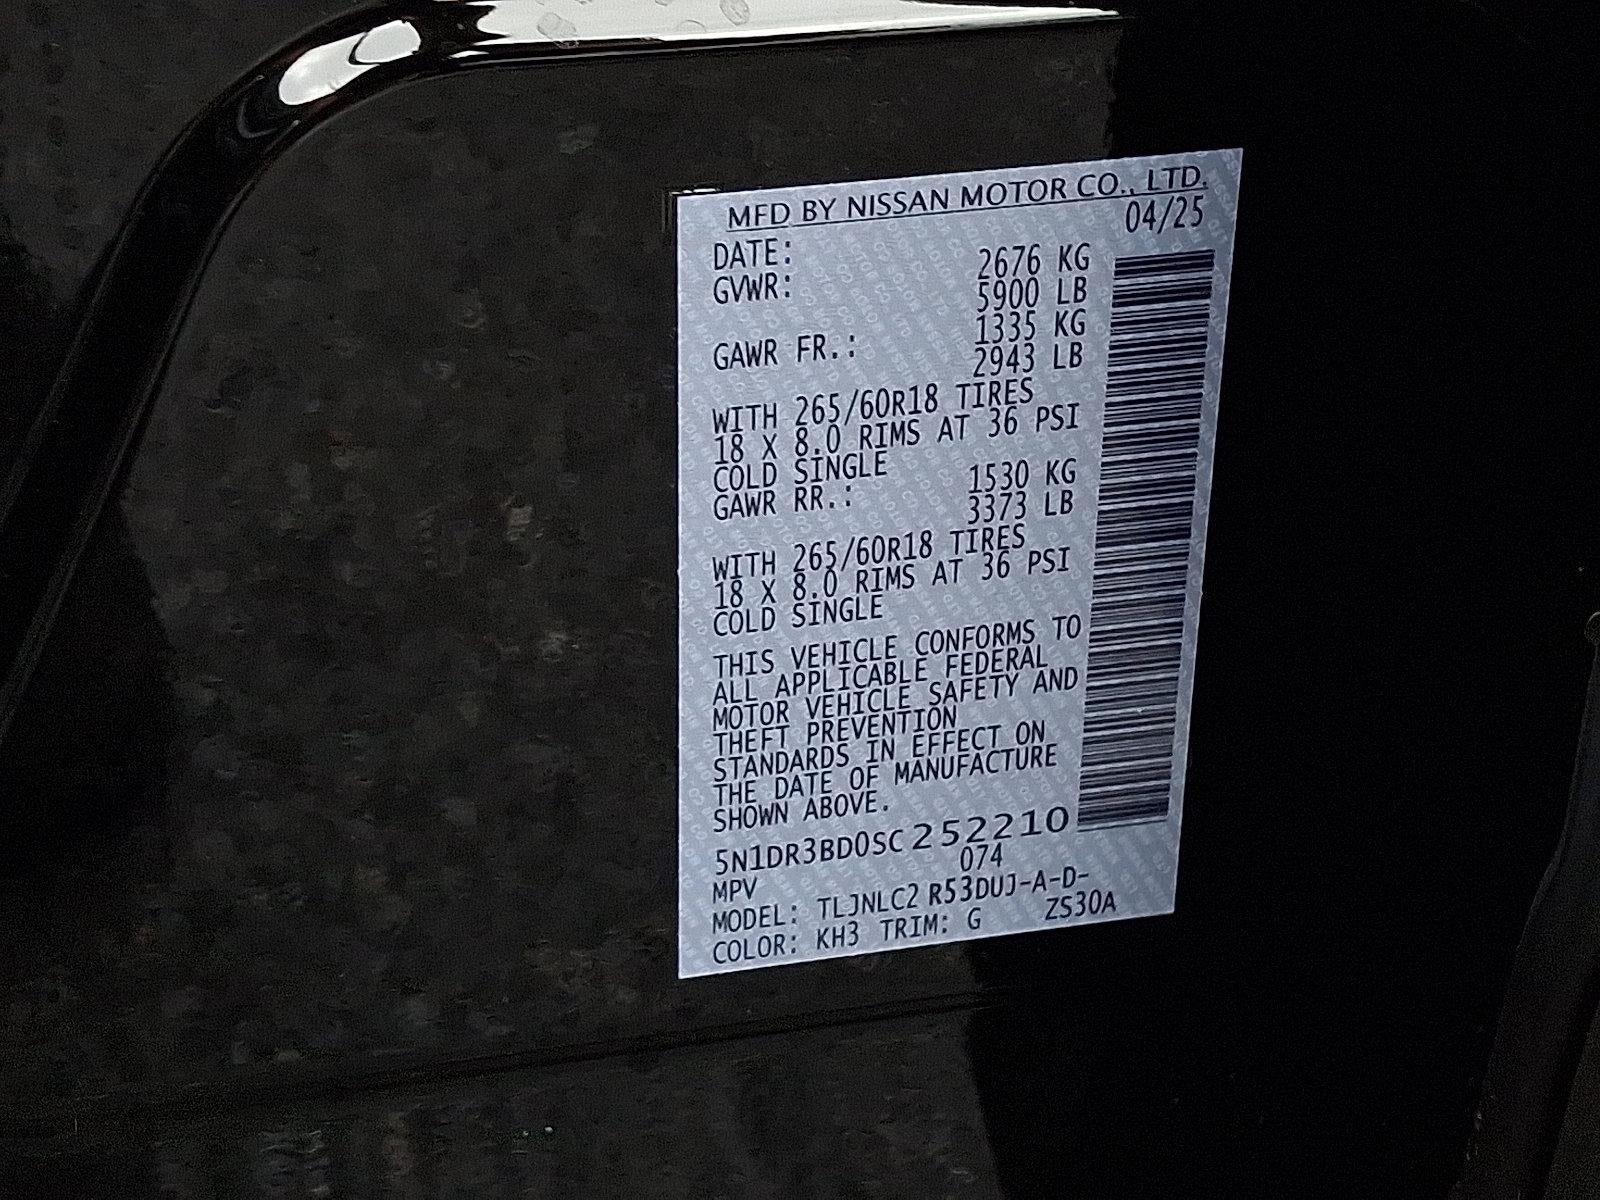 MFD BY NISSAN MOTOR CO., LTD.
DATE: 04/25
GVWR: 2676 KG
5900 LB
GAWR FR.: 1335 KG
2943 LB
WITH 265/60R18 TIRES
18 X 8.0 RIMS AT 36 PSI
COLD SINGLE
GAWR RR.: 1530 KG
3373 LB
WITH 265/60R18 TIRES
18 X 8.0 RIMS AT 36 PSI
COLD SINGLE
THIS VEHICLE CONFORMS TO
ALL APPLICABLE FEDERAL
MOTOR VEHICLE SAFETY AND
THEFT PREVENTION
STANDARDS IN EFFECT ON
THE DATE OF MANUFACTURE
SHOWN ABOVE.
5N1DR3BD0SC252210
MPV 074
MODEL: TLJNLC2 R53DUJ-A-D-
COLOR: KH3 TRIM: G ZS30A